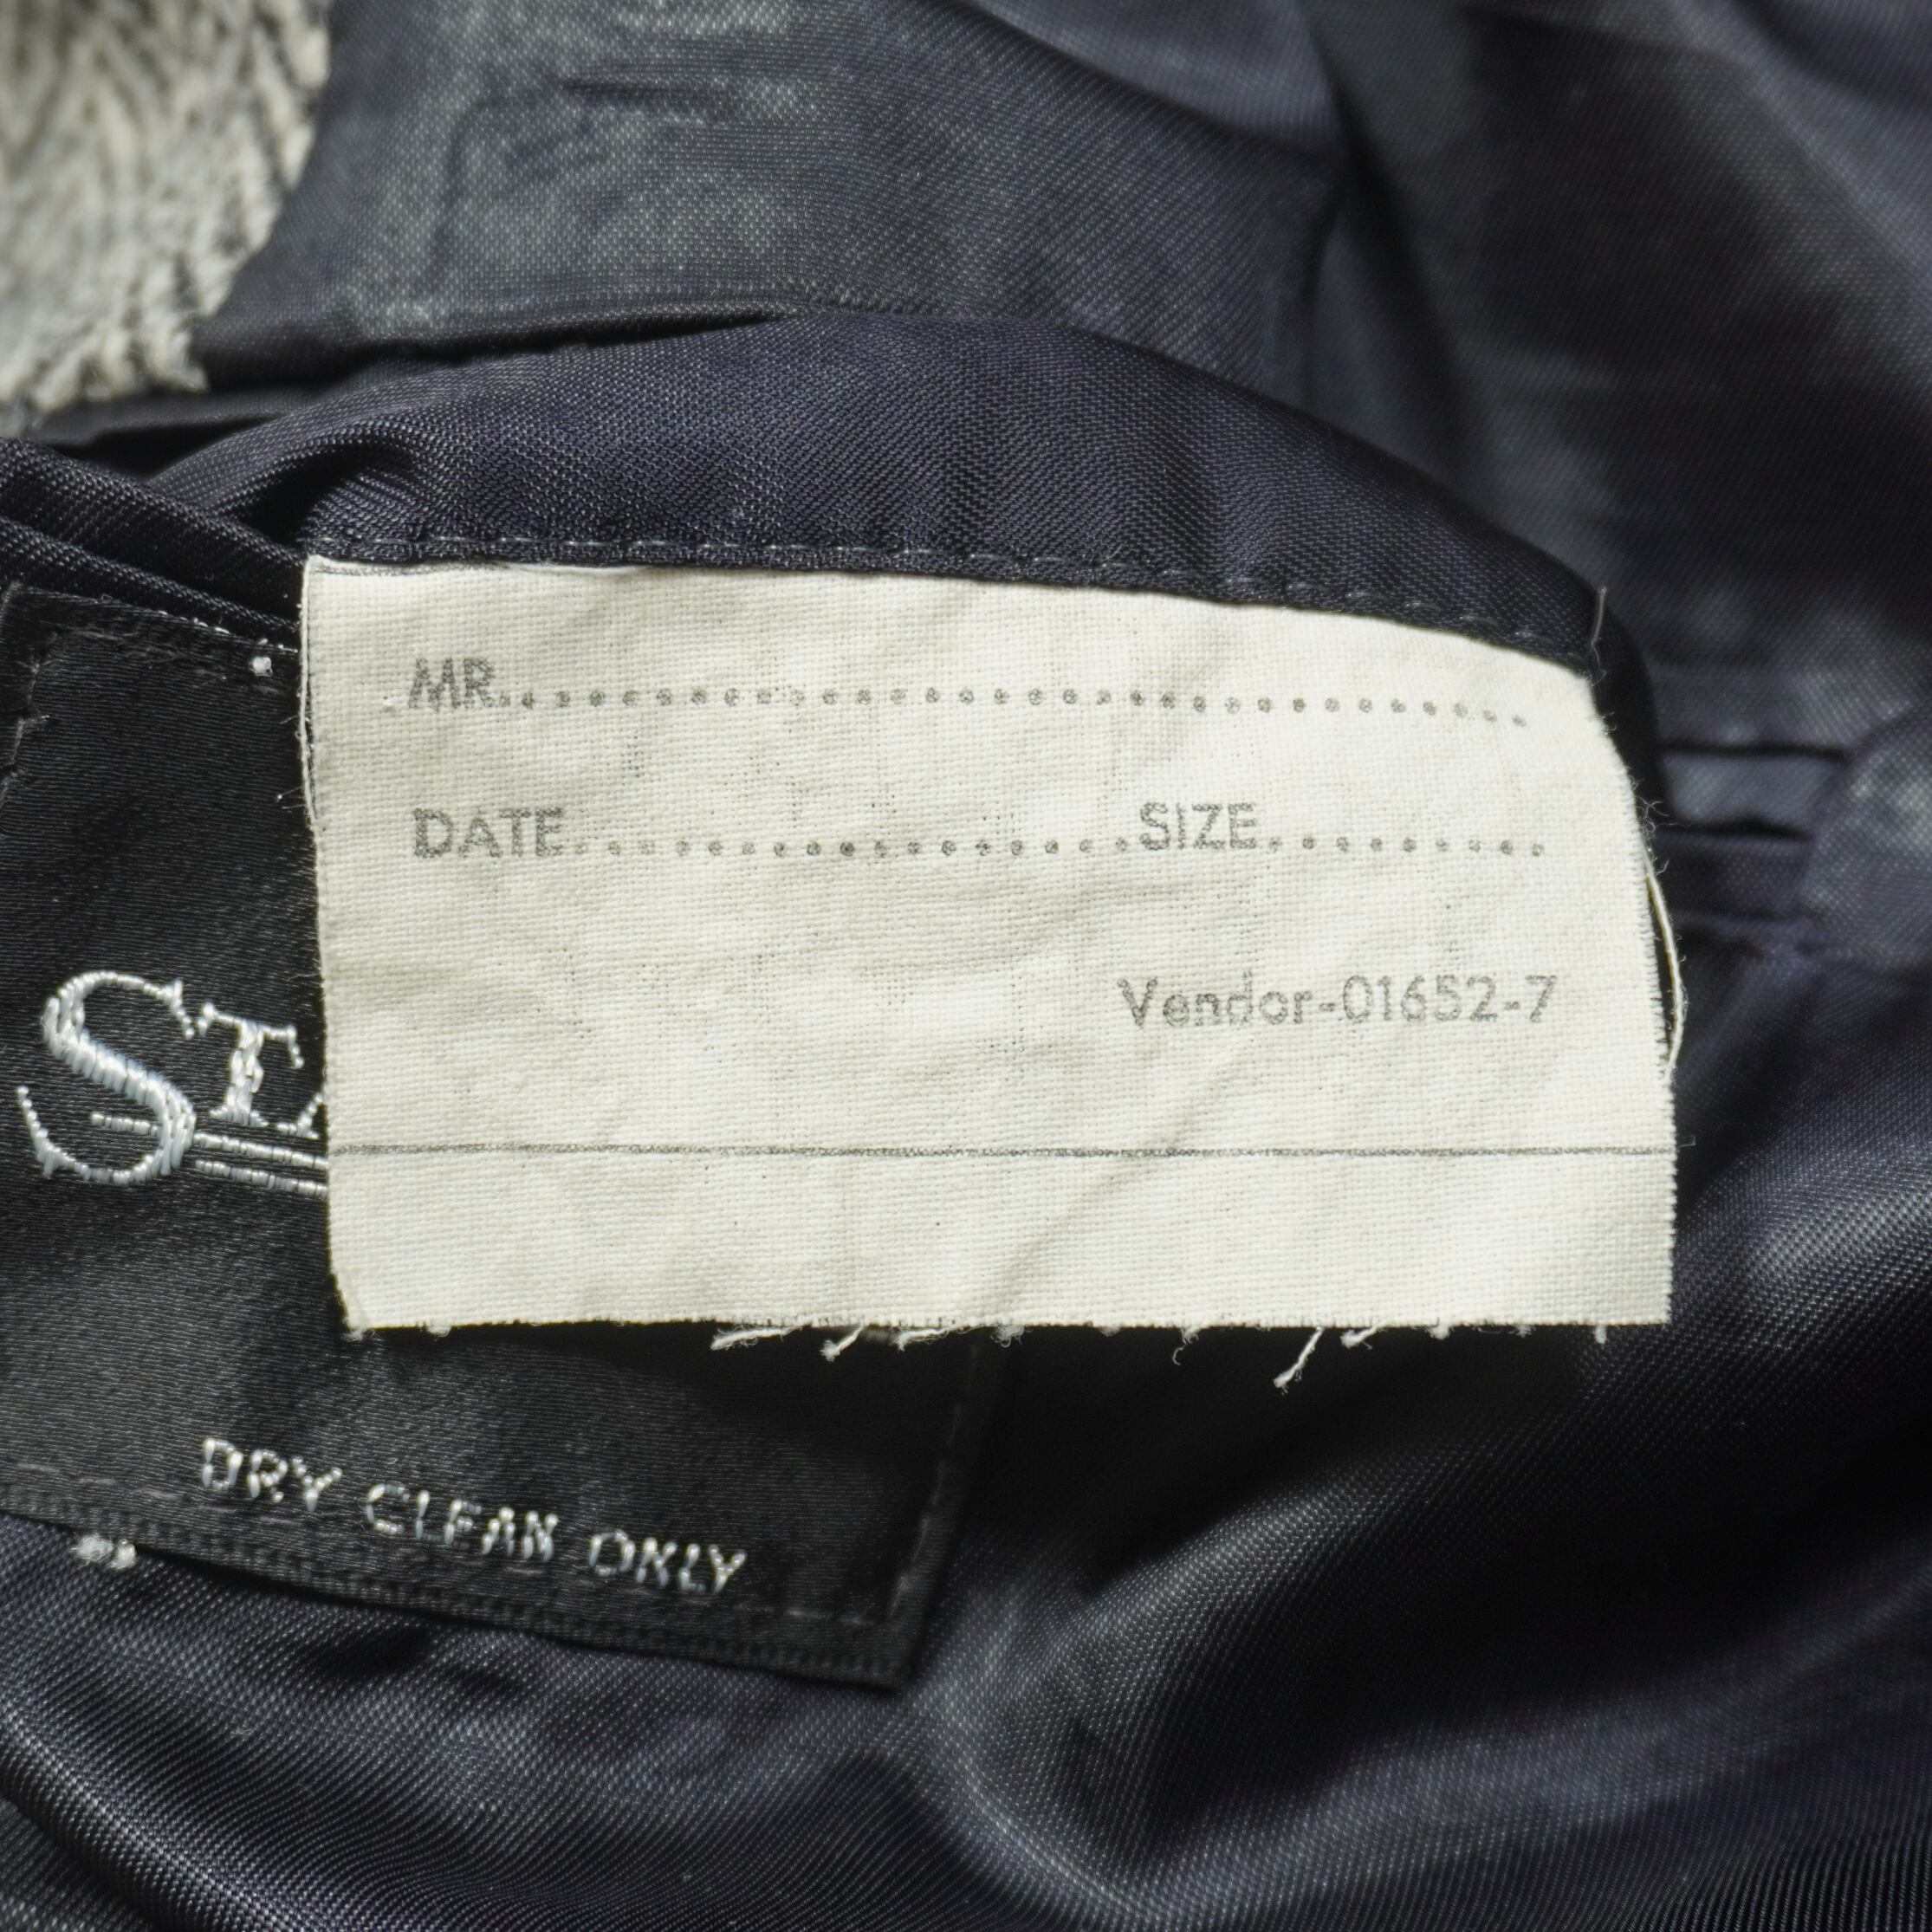 MR.................................
DATE..................SIZE..........
Vendor-01652-7
DRY CLEAN ONLY